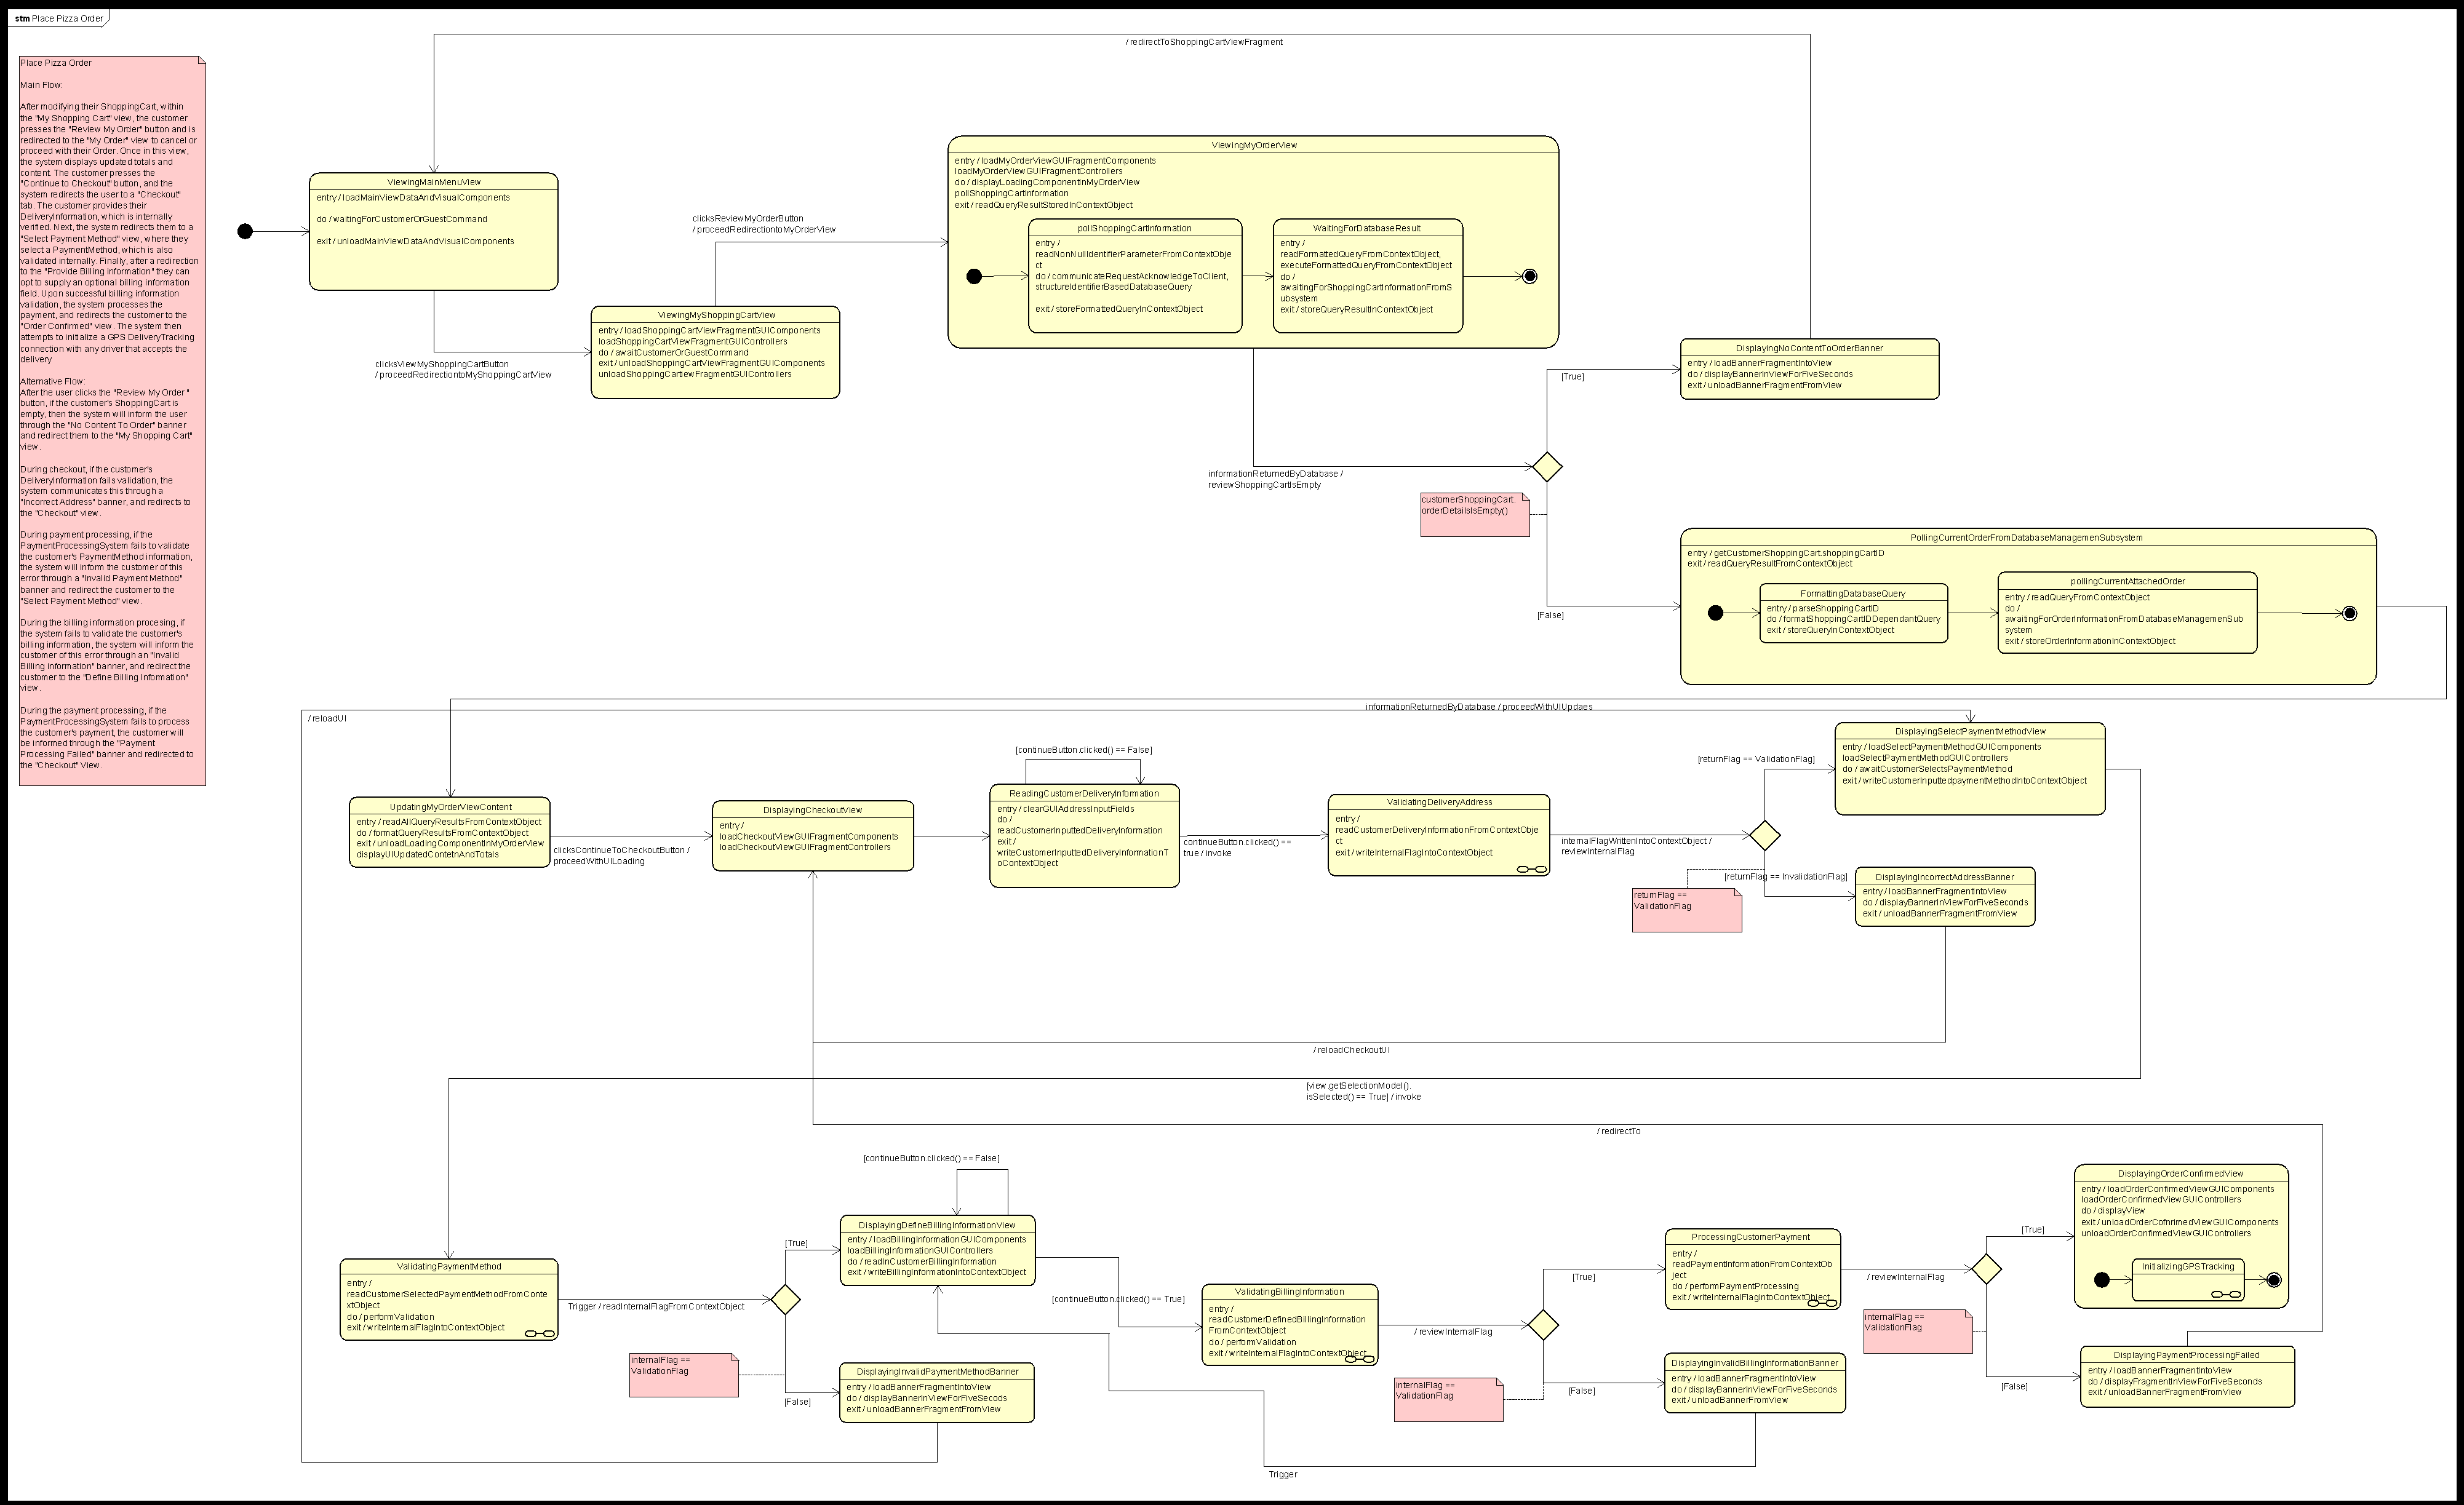 stm Place Pizza Order
Place Pizza Order
Main Flow:
After modifying their ShoppingCart, within
the "My Shopping Cart" view, the customer
presses the "Review My Order" button and is
redirected to the "My Order" view to cancel or
proceed with their Order. Once in this view,
the system displays updated totals and
content. The customer presses the
"Continue to Checkout" button, and the
system redirects the user to a "Checkout"
tab. The customer provides their
DeliveryInformation, which is internally
verified. Next, the system redirects them to a
"Select Payment Method" view, where they
select a PaymentMethod, which is also
validated internally. Finally, after a redirection
to the "Provide Billing information" they can
opt to supply an optional billing information
field. Upon successful billing information
validation, the system processes the
payment, and redirects the customer to the
"Order Confirmed" view. The system then
attempts to initialize a GPS DeliveryTracking
connection with any driver that accepts the
delivery
Alternative Flow:
After the user clicks the "Review My Order "
button, if the customer's ShoppingCart is
empty, then the system will inform the user
through the "No Content To Order" banner
and redirect them to the "My Shopping Cart"
view.
During checkout, if the customer's
DeliveryInformation fails validation, the
system communicates this through a
"Incorrect Address" banner, and redirects to
the "Checkout" view.
During payment processing, if the
PaymentProcessingSystem fails to validate
the customer's PaymentMethod information,
the system will inform the customer of this
error through a "Invalid Payment Method"
banner and redirect the customer to the
"Select Payment Method" view.
During the billing information procesing, if
the system fails to validate the customer's
billing information, the system will inform the
customer of this error through an "Invalid
Billing information" banner, and redirect the
customer to the "Define Billing Information"
view.
During the payment processing, if the
PaymentProcessingSystem fails to process
the customer's payment, the customer will
be informed through the "Payment
Processing Failed" banner and redirected to
the "Checkout" View.
/ redirectToShoppingCartViewFragment
ViewingMainMenuView
entry / loadMainViewDataAndVisualComponents
do / waitingForCustomerOrGuestCommand
exit / unloadMainViewDataAndVisualComponents
clicksViewMyShoppingCartButton
/ proceedRedirectiontoMyShoppingCartView
clicksReviewMyOrderButton
/ proceedRedirectiontoMyOrderView
ViewingMyShoppingCartView
entry / loadShoppingCartViewFragmentGUIComponents
loadShoppingCartViewFragmentGUIControllers
do / awaitCustomerOrGuestCommand
exit / unloadShoppingCartViewFragmentGUIComponents
unloadShoppingCartiewFragmentGUIControllers
ViewingMyOrderView
entry / loadMyOrderViewGUIFragmentComponents
loadMyOrderViewGUIFragmentControllers
do / displayLoadingComponentInMyOrderView
pollShoppingCartInformation
exit / readQueryResultStoredInContextObject
pollShoppingCartInformation
entry /
readNonNullIdentifierParameterFromContextObje
ct
do / communicateRequestAcknowledgeToClient,
structureIdentifierBasedDatabaseQuery
exit / storeFormattedQueryInContextObject
WaitingForDatabaseResult
entry /
readFormattedQueryFromContextObject,
executeFormattedQueryFromContextObject
do /
awaitingForShoppingCartInformationFromS
ubsystem
exit / storeQueryResultInContextObject
DisplayingNoContentToOrderBanner
entry / loadBannerFragmentIntoView
do / displayBannerInViewForFiveSeconds
exit / unloadBannerFragmentFromView
[True]
informationReturnedByDatabase /
reviewShoppingCartIsEmpty
customerShoppingCart.
orderDetailsIsEmpty()
[False]
PollingCurrentOrderFromDatabaseManagemenSubsystem
entry / getCustomerShoppingCart.shoppingCartID
exit / readQueryResultFromContextObject
FormattingDatabaseQuery
entry / parseShoppingCartID
do / formatShoppingCartIDDependantQuery
exit / storeQueryInContextObject
pollingCurrentAttachedOrder
entry / readQueryFromContextObject
do /
awaitingForOrderInformationFromDatabaseManagemenSub
system
exit / storeOrderInformationInContextObject
/ reloadUI
informationReturnedByDatabase / proceedWithUIUpdaes
UpdatingMyOrderViewContent
entry / readAllQueryResultsFromContextObject
do / formatQueryResultsFromContextObject
exit / unloadLoadingComponentInMyOrderView
displayUIUpdatedContetnAndTotals
clicksContinueToCheckoutButton /
proceedWithUILoading
DisplayingCheckoutView
entry /
loadCheckoutViewGUIFragmentComponents
loadCheckoutViewGUIFragmentControllers
[continueButton.clicked() == False]
ReadingCustomerDeliveryInformation
entry / clearGUIAddressInputFields
do /
readCustomerInputtedDeliveryInformation
exit /
writeCustomerInputtedDeliveryInformationT
oContextObject
continueButton.clicked() ==
true / invoke
ValidatingDeliveryAddress
entry /
readCustomerDeliveryInformationFromContextObje
ct
exit / writeInternalFlagIntoContextObject
internalFlagWrittenIntoContextObject /
reviewInternalFlag
[returnFlag == ValidationFlag]
DisplayingSelectPaymentMethodView
entry / loadSelectPaymentMethodGUIComponents
loadSelectPaymentMethodGUIControllers
do / awaitCustomerSelectsPaymentMethod
exit / writeCustomerInputtedpaymentMethodIntoContextObject
[returnFlag == InvalidationFlag]
returnFlag ==
ValidationFlag
DisplayingIncorrectAddressBanner
entry / loadBannerFragmentIntoView
do / displayBannerInViewForFiveSeconds
exit / unloadBannerFragmentFromView
/ reloadCheckoutUI
[view.getSelectionModel().
isSelected() == True] / invoke
/ redirectTo
ValidatingPaymentMethod
entry /
readCustomerSelectedPaymentMethodFromConte
xtObject
do / performValidation
exit / writeInternalFlagIntoContextObject
Trigger / readInternalFlagFromContextObject
internalFlag ==
ValidationFlag
[True]
[False]
[continueButton.clicked() == False]
DisplayingDefineBillingInformationView
entry / loadBillingInformationGUIComponents
loadBillingInformationGUIControllers
do / readInCustomerBillingInformation
exit / writeBillingInformationIntoContextObject
DisplayingInvalidPaymentMethodBanner
entry / loadBannerFragmentIntoView
do / displayBannerInViewForFiveSecods
exit / unloadBannerFragmentFromView
[continueButton.clicked() == True]
ValidatingBillingInformation
entry /
readCustomerDefinedBillingInformation
FromContextObject
do / performValidation
exit / writeInternalFlagIntoContextObject
/ reviewInternalFlag
internalFlag ==
ValidationFlag
[True]
[False]
Trigger
ProcessingCustomerPayment
entry /
readPaymentInformationFromContextOb
ject
do / performPaymentProcessing
exit / writeInternalFlagIntoContextObject
DisplayingInvalidBillingInformationBanner
entry / loadBannerFragmentIntoView
do / displayBannerInViewForFiveSeconds
exit / unloadBannerFromView
/ reviewInternalFlag
internalFlag ==
ValidationFlag
[True]
[False]
DisplayingOrderConfirmedView
entry / loadOrderConfirmedViewGUIComponents
loadOrderConfirmedViewGUIControllers
do / displayView
exit / unloadOrderCofnrimedViewGUIComponents
unloadOrderConfirmedViewGUIControllers
InitializingGPSTracking
DisplayingPaymentProcessingFailed
entry / loadBannerFragmentIntoView
do / displayFragmentInViewForFiveSeconds
exit / unloadBannerFragmentFromView